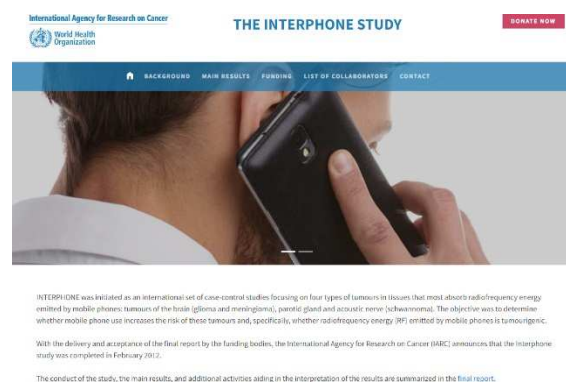 International Agency for Research on Cancer
World Health
Organization
THE INTERPHONE STUDY
DONATE NOW
BACKGROUND MAIN RESULTS FUNDING LIST OF COLLABORATORS CONTACT
INTERPHONE was initiated as an international set of case-control studies focusing on four types of tumours in tissues that most absorb radiofrequency energy
emitted by mobile phones: tumours of the brain (glioma and meningioma), parotid gland and acoustic nerve (schwannoma). The objective was to determine
whether mobile phone use increases the risk of these tumours and, specifically, whether radiofrequency energy (RF) emitted by mobile phones is tumourigenic.
With the delivery and acceptance of the final report by the funding bodies, the International Agency for Research on Cancer (IARC) announces that the Interphone
study was completed in February 2012.
The conduct of the study, the main results, and additional activities aiding in the interpretation of the results are summarized in the final report.